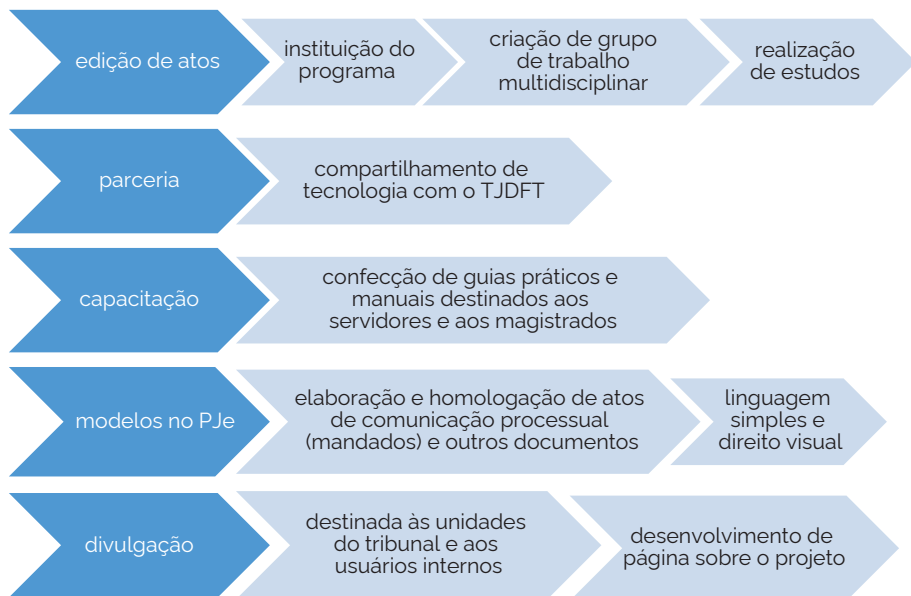 edição de atos
instituição do
programa
criação de grupo
de trabalho
multidisciplinar
realização
de estudos
parceria
compartilhamento de
tecnologia com o TJDFT
capacitação
confecção de guias práticos e
manuais destinados aos
servidores e aos magistrados
modelos no PJe
elaboração e homologação de atos
de comunicação processual
(mandados) e outros documentos
linguagem
simples e
direito visual
divulgação
destinada às unidades
do tribunal e aos
usuários internos
desenvolvimento de
página sobre o projeto